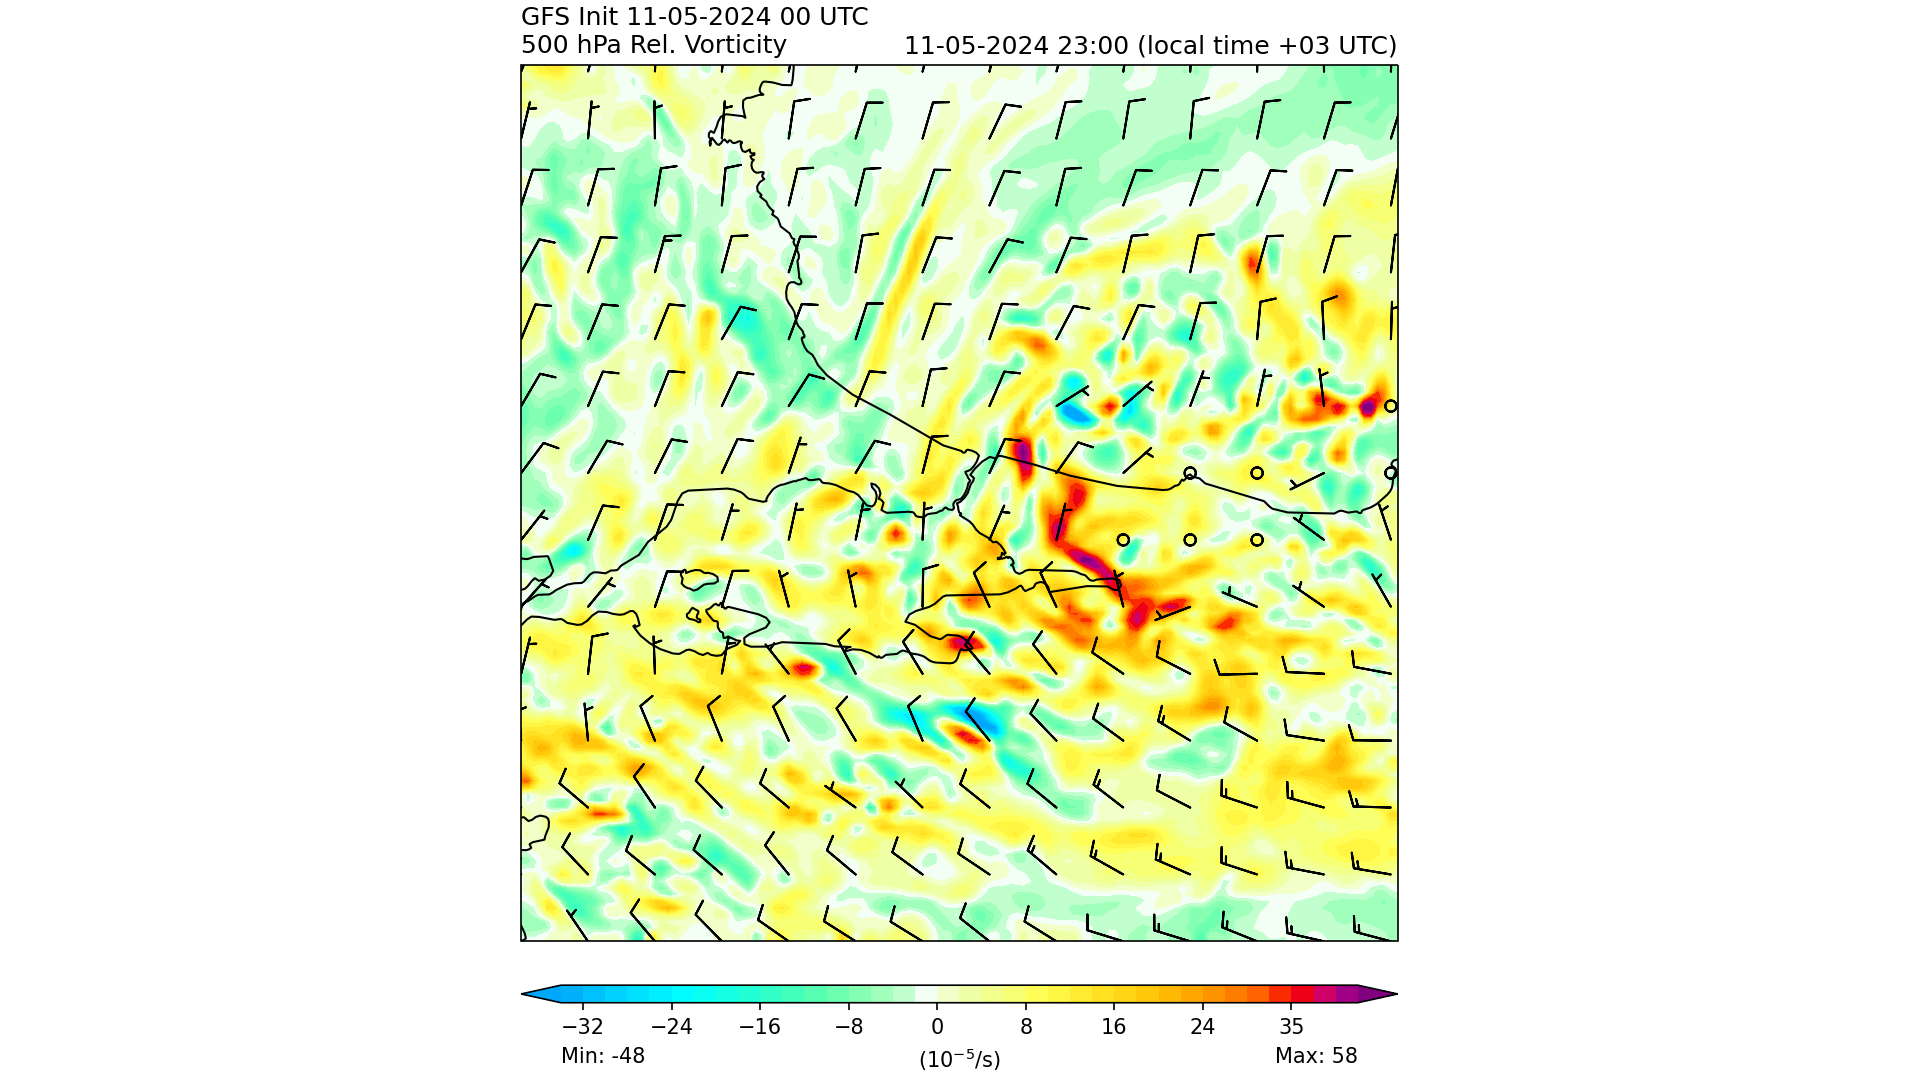 GFS Init 11-05-2024 00 UTC
500 hPa Rel. Vorticity
11-05-2024 23:00 (local time +03 UTC)
−32 −24 −16 −8 0 8 16 24 35
Min: -48 (10⁻⁵/s) Max: 58